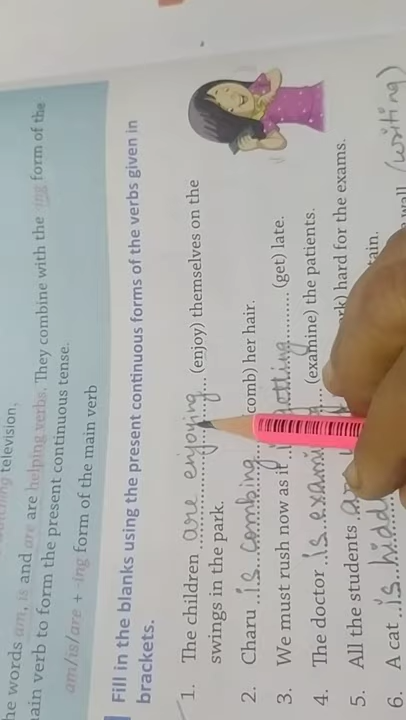 television,
he words am, is and are are helping verbs. They combine with the ing form of the
ain verb to form the present continuous tense.
am/is/are + -ing form of the main verb
Fill in the blanks using the present continuous forms of the verbs given in
brackets.
1. The children are enjoying (enjoy) themselves on the
swings in the park.
2. Charu is combing comb) her hair.
3. We must rush now as it (get) late.
4. The doctor is exami (examine) the patients.
5. All the students rk) hard for the exams.
tain.
6. A cat is hidd wall (writing)